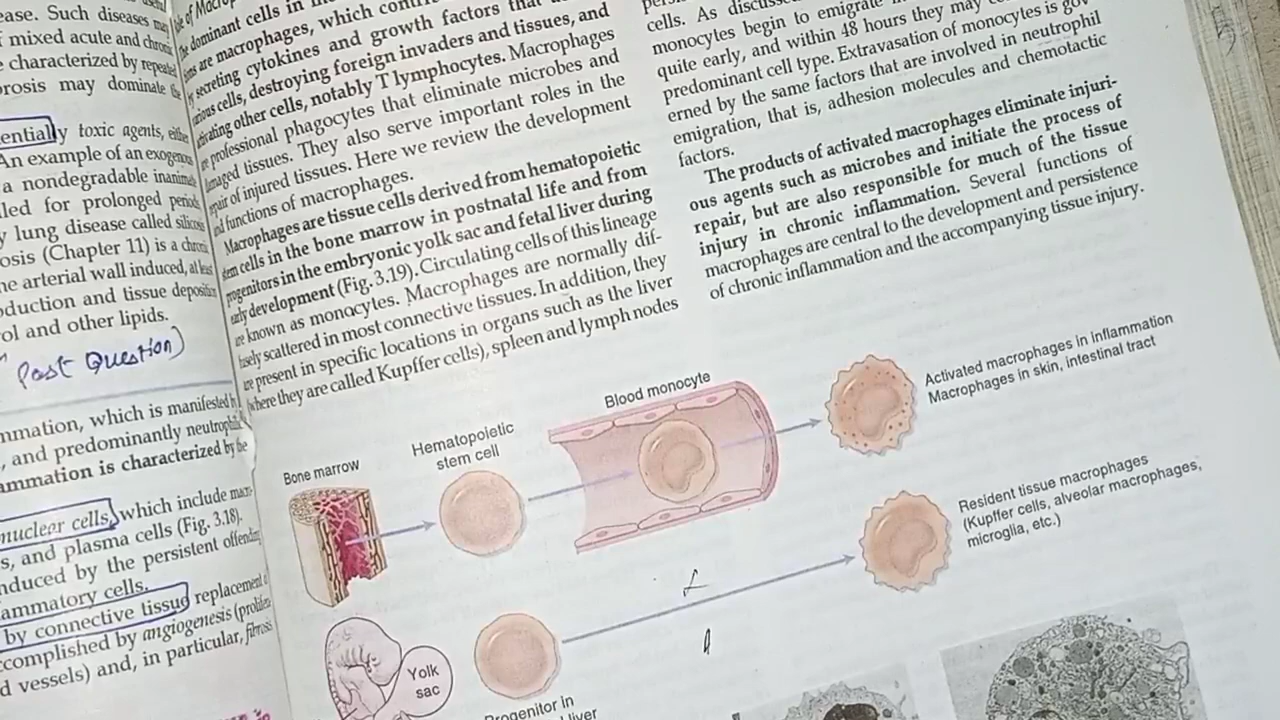 ease. Such diseases may
mixed acute and chronic
characterized by repeated
rosis may dominate the
entially toxic agents, either
An example of an exogenous
a nondegradable inanimate
led for prolonged periods,
lung disease called silicosis
osis (Chapter 11) is a chronic
he arterial wall induced, at least
oduction and tissue deposition
ol and other lipids.
Past Question)
mmation, which is manifested by
, and predominantly neutrophilic
ammation is characterized by the
nuclear cells, which include mac-
s, and plasma cells (Fig. 3.18).
nduced by the persistent offending
ammatory cells.
by connective tissue replacement of
ccomplished by angiogenesis (prolifera
d vessels) and, in particular, fibrosis
dominant cells in
are macrophages, which
secreting cytokines and growth factors that
cells, destroying foreign invaders and tissues, and
activating other cells, notably T lymphocytes. Macrophages
are professional phagocytes that eliminate microbes and
damaged tissues. They also serve important roles in the
repair of injured tissues. Here we review the development
and functions of macrophages.
Macrophages are tissue cells derived from hematopoietic
stem cells in the bone marrow in postnatal life and from
progenitors in the embryonic yolk sac and fetal liver during
early development (Fig. 3.19). Circulating cells of this lineage
are known as monocytes. Macrophages are normally dif-
fusely scattered in most connective tissues. In addition, they
are present in specific locations in organs such as the liver
(where they are called Kupffer cells), spleen and lymph nodes
cells. As discussed
monocytes begin to emigrate
quite early, and within 48 hours they may
predominant cell type. Extravasation of monocytes is gov-
erned by the same factors that are involved in neutrophil
emigration, that is, adhesion molecules and chemotactic
factors.
The products of activated macrophages eliminate injuri-
ous agents such as microbes and initiate the process of
repair, but are also responsible for much of the tissue
injury in chronic inflammation. Several functions of
macrophages are central to the development and persistence
of chronic inflammation and the accompanying tissue injury.
Bone marrow
Hematopoietic
stem cell
Blood monocyte
Activated macrophages in inflammation
Macrophages in skin, intestinal tract
Resident tissue macrophages
(Kupffer cells, alveolar macrophages,
microglia, etc.)
Yolk
sac
Progenitor in
liver